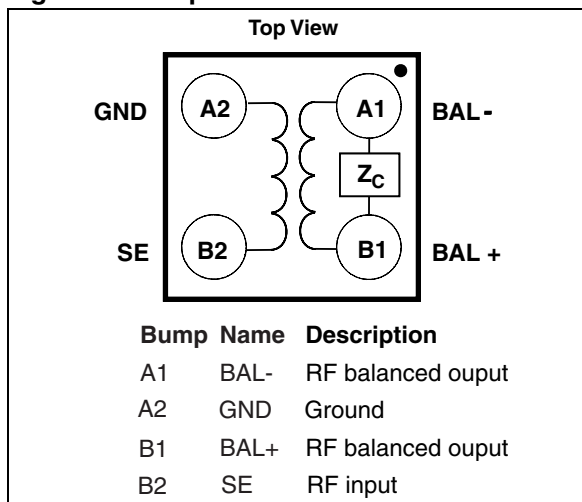 Top View
GND A2 A1 BAL-
Z_C
SE B2 B1 BAL +
Bump Name Description
A1 BAL- RF balanced ouput
A2 GND Ground
B1 BAL+ RF balanced ouput
B2 SE RF input